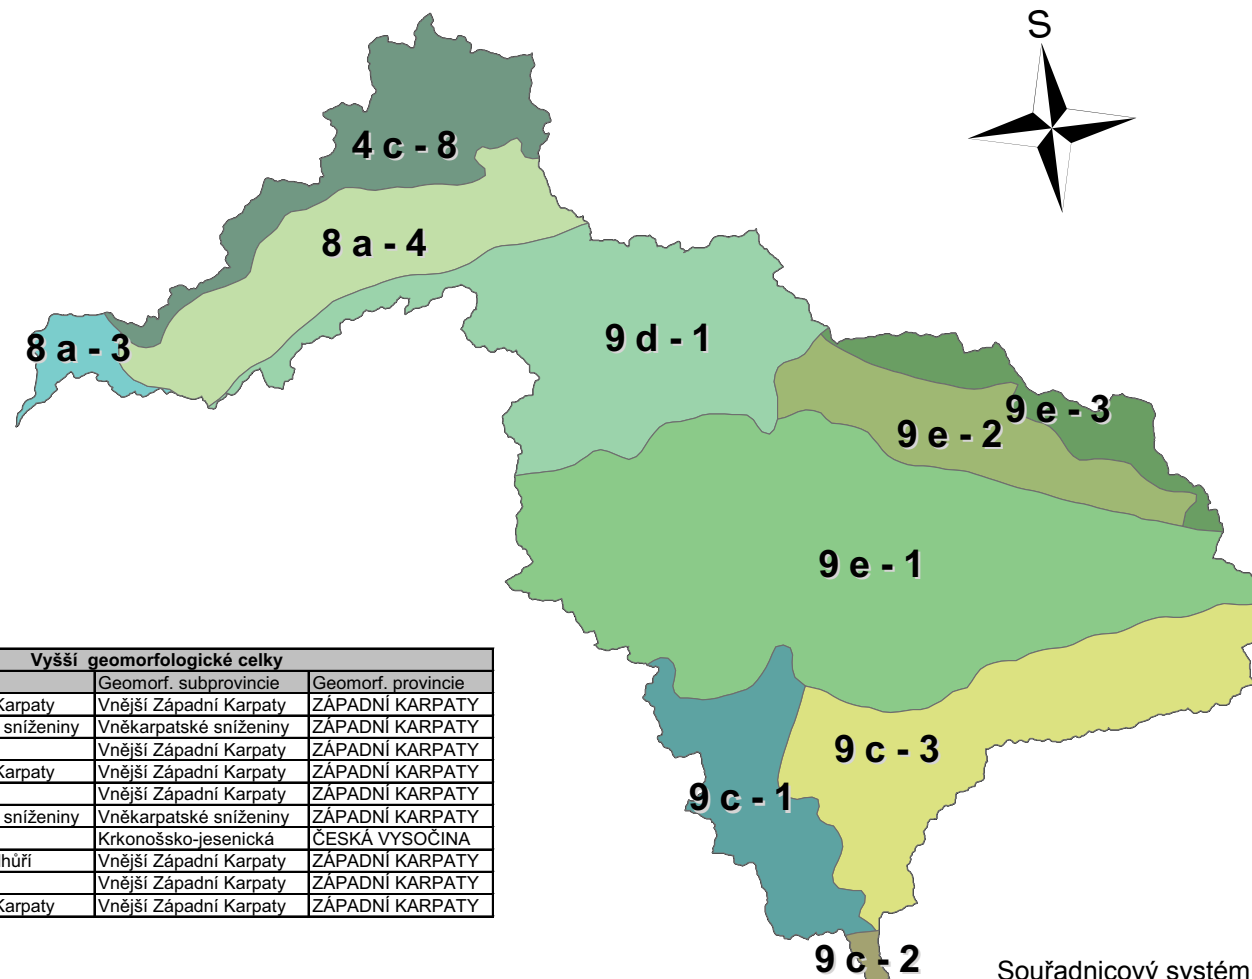 S
4 c - 8
8 a - 4
8 a - 3
9 d - 1
9 e - 3
9 e - 2
9 e - 1
9 c - 3
9 c - 1
9 c - 2
Vyšší geomorfologické celky
Geomorf. subprovincie Geomorf. provincie
Karpaty Vnější Západní Karpaty ZÁPADNÍ KARPATY
sníženiny Vněkarpatské sníženiny ZÁPADNÍ KARPATY
Vnější Západní Karpaty ZÁPADNÍ KARPATY
Karpaty Vnější Západní Karpaty ZÁPADNÍ KARPATY
Vnější Západní Karpaty ZÁPADNÍ KARPATY
sníženiny Vněkarpatské sníženiny ZÁPADNÍ KARPATY
Krkonošsko-jesenická ČESKÁ VYSOČINA
hůří Vnější Západní Karpaty ZÁPADNÍ KARPATY
Vnější Západní Karpaty ZÁPADNÍ KARPATY
Karpaty Vnější Západní Karpaty ZÁPADNÍ KARPATY
Souřadnicový systém